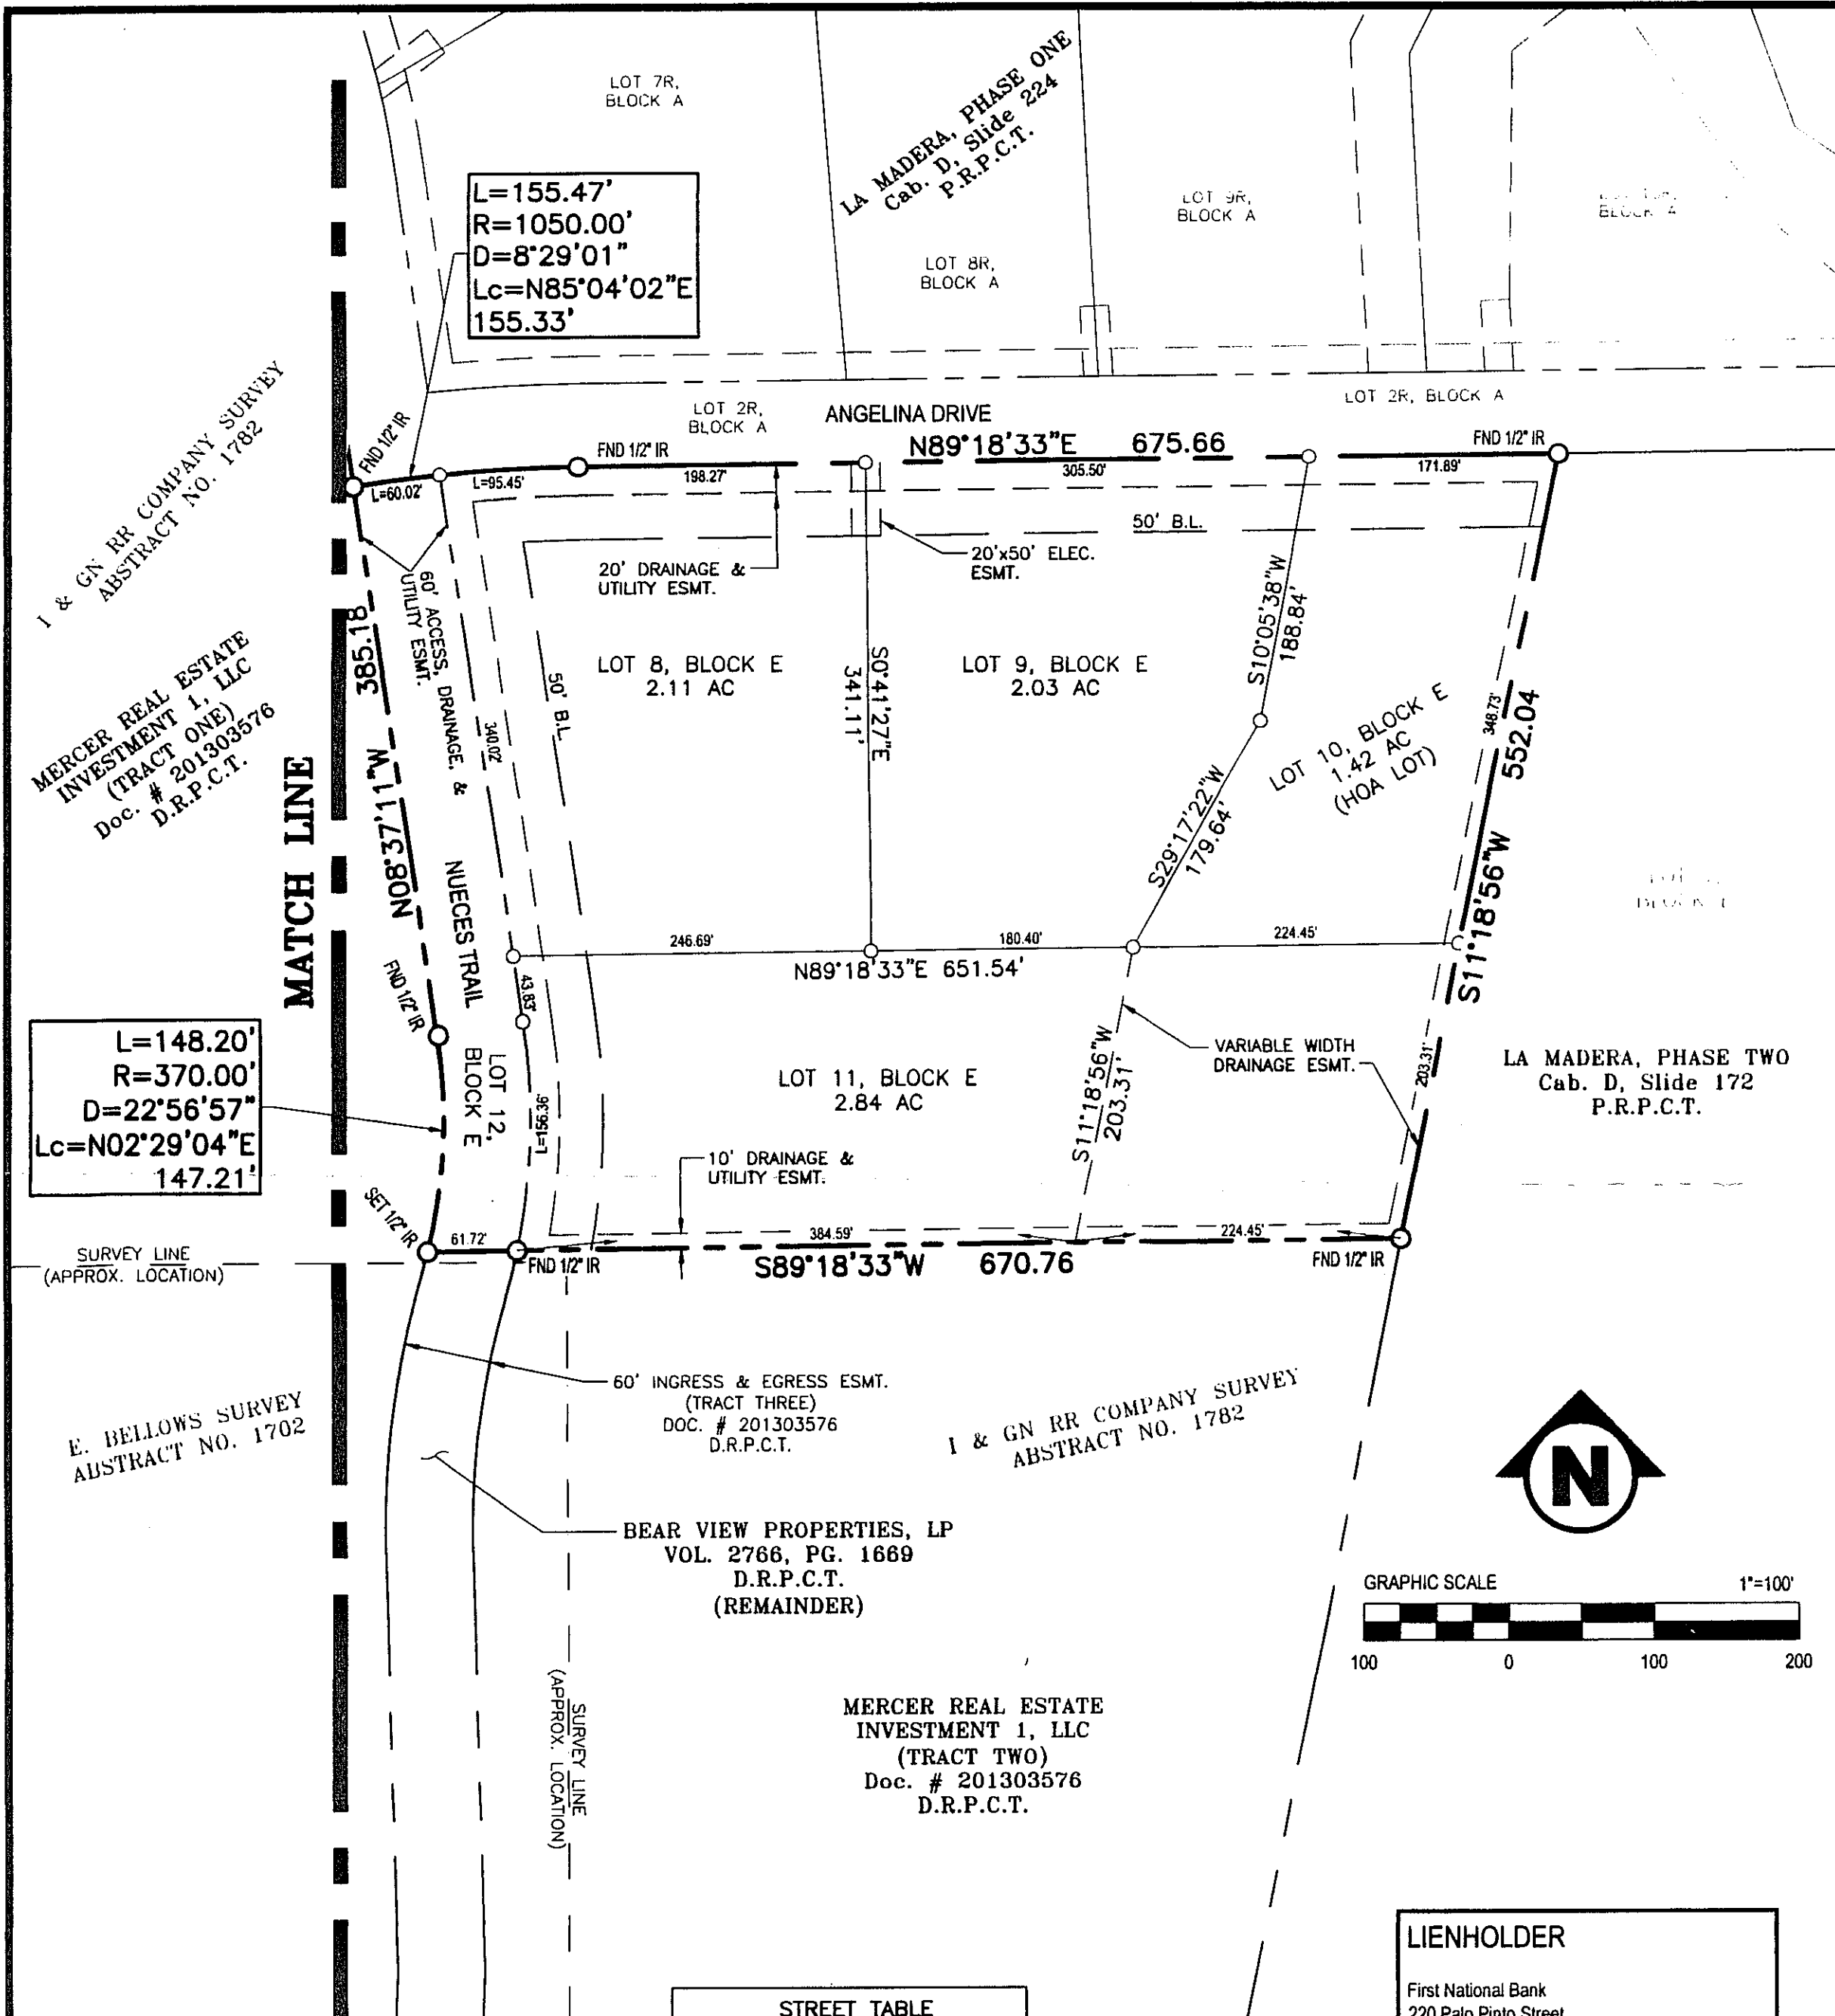 LOT 7R,
BLOCK A
LA MADERA, PHASE ONE
Cab. D, Slide 224
P.R.P.C.T.
LOT 9R,
BLOCK A
BLOCK A
LOT 8R,
BLOCK A
L=155.47'
R=1050.00'
D=8°29'01"
Lc=N85°04'02"E
155.33'
LOT 2R,
BLOCK A
ANGELINA DRIVE
LOT 2R, BLOCK A
FND 1/2" IR
FND 1/2" IR
N89°18'33"E 675.66
FND 1/2" IR
L=60.02'
L=95.45'
198.27'
305.50'
171.89'
I & GN RR COMPANY SURVEY
ABSTRACT NO. 1782
50' B.L.
20' DRAINAGE &
UTILITY ESMT.
20'x50' ELEC.
ESMT.
60' ACCESS, DRAINAGE, &
UTILITY ESMT.
385.18
N08°37'11"W
340.02'
50' B.L.
LOT 8, BLOCK E
2.11 AC
S0°41'27"E
341.11'
LOT 9, BLOCK E
2.03 AC
S10°05'38"W
188.84'
S29°17'22"W
179.64'
LOT 10, BLOCK E
1.42 AC
(HOA LOT)
348.73'
S11°18'56"W 552.04
MERCER REAL ESTATE
INVESTMENT 1, LLC
(TRACT ONE)
Doc. # 201303576
D.R.P.C.T.
MATCH LINE
NUECES TRAIL
246.69'
180.40'
224.45'
N89°18'33"E 651.54'
FND 1/2" IR
43.83'
LOT 12,
BLOCK E
L=156.36'
L=148.20'
R=370.00'
D=22°56'57"
Lc=N02°29'04"E
147.21'
LOT 11, BLOCK E
2.84 AC
S11°18'56"W
203.31'
VARIABLE WIDTH
DRAINAGE ESMT.
203.31'
LA MADERA, PHASE TWO
Cab. D, Slide 172
P.R.P.C.T.
10' DRAINAGE &
UTILITY ESMT.
SET 1/2" IR
61.72'
FND 1/2" IR
384.59'
224.45'
S89°18'33"W 670.76
FND 1/2" IR
SURVEY LINE
(APPROX. LOCATION)
60' INGRESS & EGRESS ESMT.
(TRACT THREE)
DOC. # 201303576
D.R.P.C.T.
E. BELLOWS SURVEY
ABSTRACT NO. 1702
I & GN RR COMPANY SURVEY
ABSTRACT NO. 1782
BEAR VIEW PROPERTIES, LP
VOL. 2766, PG. 1669
D.R.P.C.T.
(REMAINDER)
N
GRAPHIC SCALE 1"=100'
100 0 100 200
SURVEY LINE
(APPROX. LOCATION)
MERCER REAL ESTATE
INVESTMENT 1, LLC
(TRACT TWO)
Doc. # 201303576
D.R.P.C.T.
STREET TABLE
LIENHOLDER
First National Bank
220 Palo Pinto Street